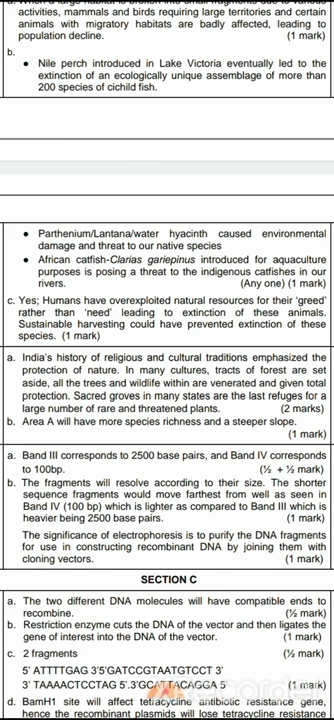 a. When a large habitat is broken into small fragments due to various
activities, mammals and birds requiring large territories and certain
animals with migratory habitats are badly affected, leading to
population decline. (1 mark)
b.
• Nile perch introduced in Lake Victoria eventually led to the
extinction of an ecologically unique assemblage of more than
200 species of cichild fish.
• Parthenium/Lantana/water hyacinth caused environmental
damage and threat to our native species
• African catfish-Clarias gariepinus introduced for aquaculture
purposes is posing a threat to the indigenous catfishes in our
rivers. (Any one) (1 mark)
c. Yes; Humans have overexploited natural resources for their 'greed'
rather than 'need' leading to extinction of these animals.
Sustainable harvesting could have prevented extinction of these
species. (1 mark)
a. India's history of religious and cultural traditions emphasized the
protection of nature. In many cultures, tracts of forest are set
aside, all the trees and wildlife within are venerated and given total
protection. Sacred groves in many states are the last refuges for a
large number of rare and threatened plants. (2 marks)
b. Area A will have more species richness and a steeper slope.
(1 mark)
a. Band III corresponds to 2500 base pairs, and Band IV corresponds
to 100bp. (½ + ½ mark)
b. The fragments will resolve according to their size. The shorter
sequence fragments would move farthest from well as seen in
Band IV (100 bp) which is lighter as compared to Band III which is
heavier being 2500 base pairs. (1 mark)
The significance of electrophoresis is to purify the DNA fragments
for use in constructing recombinant DNA by joining them with
cloning vectors. (1 mark)
SECTION C
a. The two different DNA molecules will have compatible ends to
recombine. (½ mark)
b. Restriction enzyme cuts the DNA of the vector and then ligates the
gene of interest into the DNA of the vector. (1 mark)
c. 2 fragments (½ mark)
5' ATTTTGAG 3'5'GATCCGTAATGTCCT 3'
3' TAAAACTCCTAG 5'.3'GCATTACAGGA 5' (1 mark)
d. BamH1 site will affect tetracycline antibiotic resistance gene,
hence the recombinant plasmids will lose tetracycline resistance